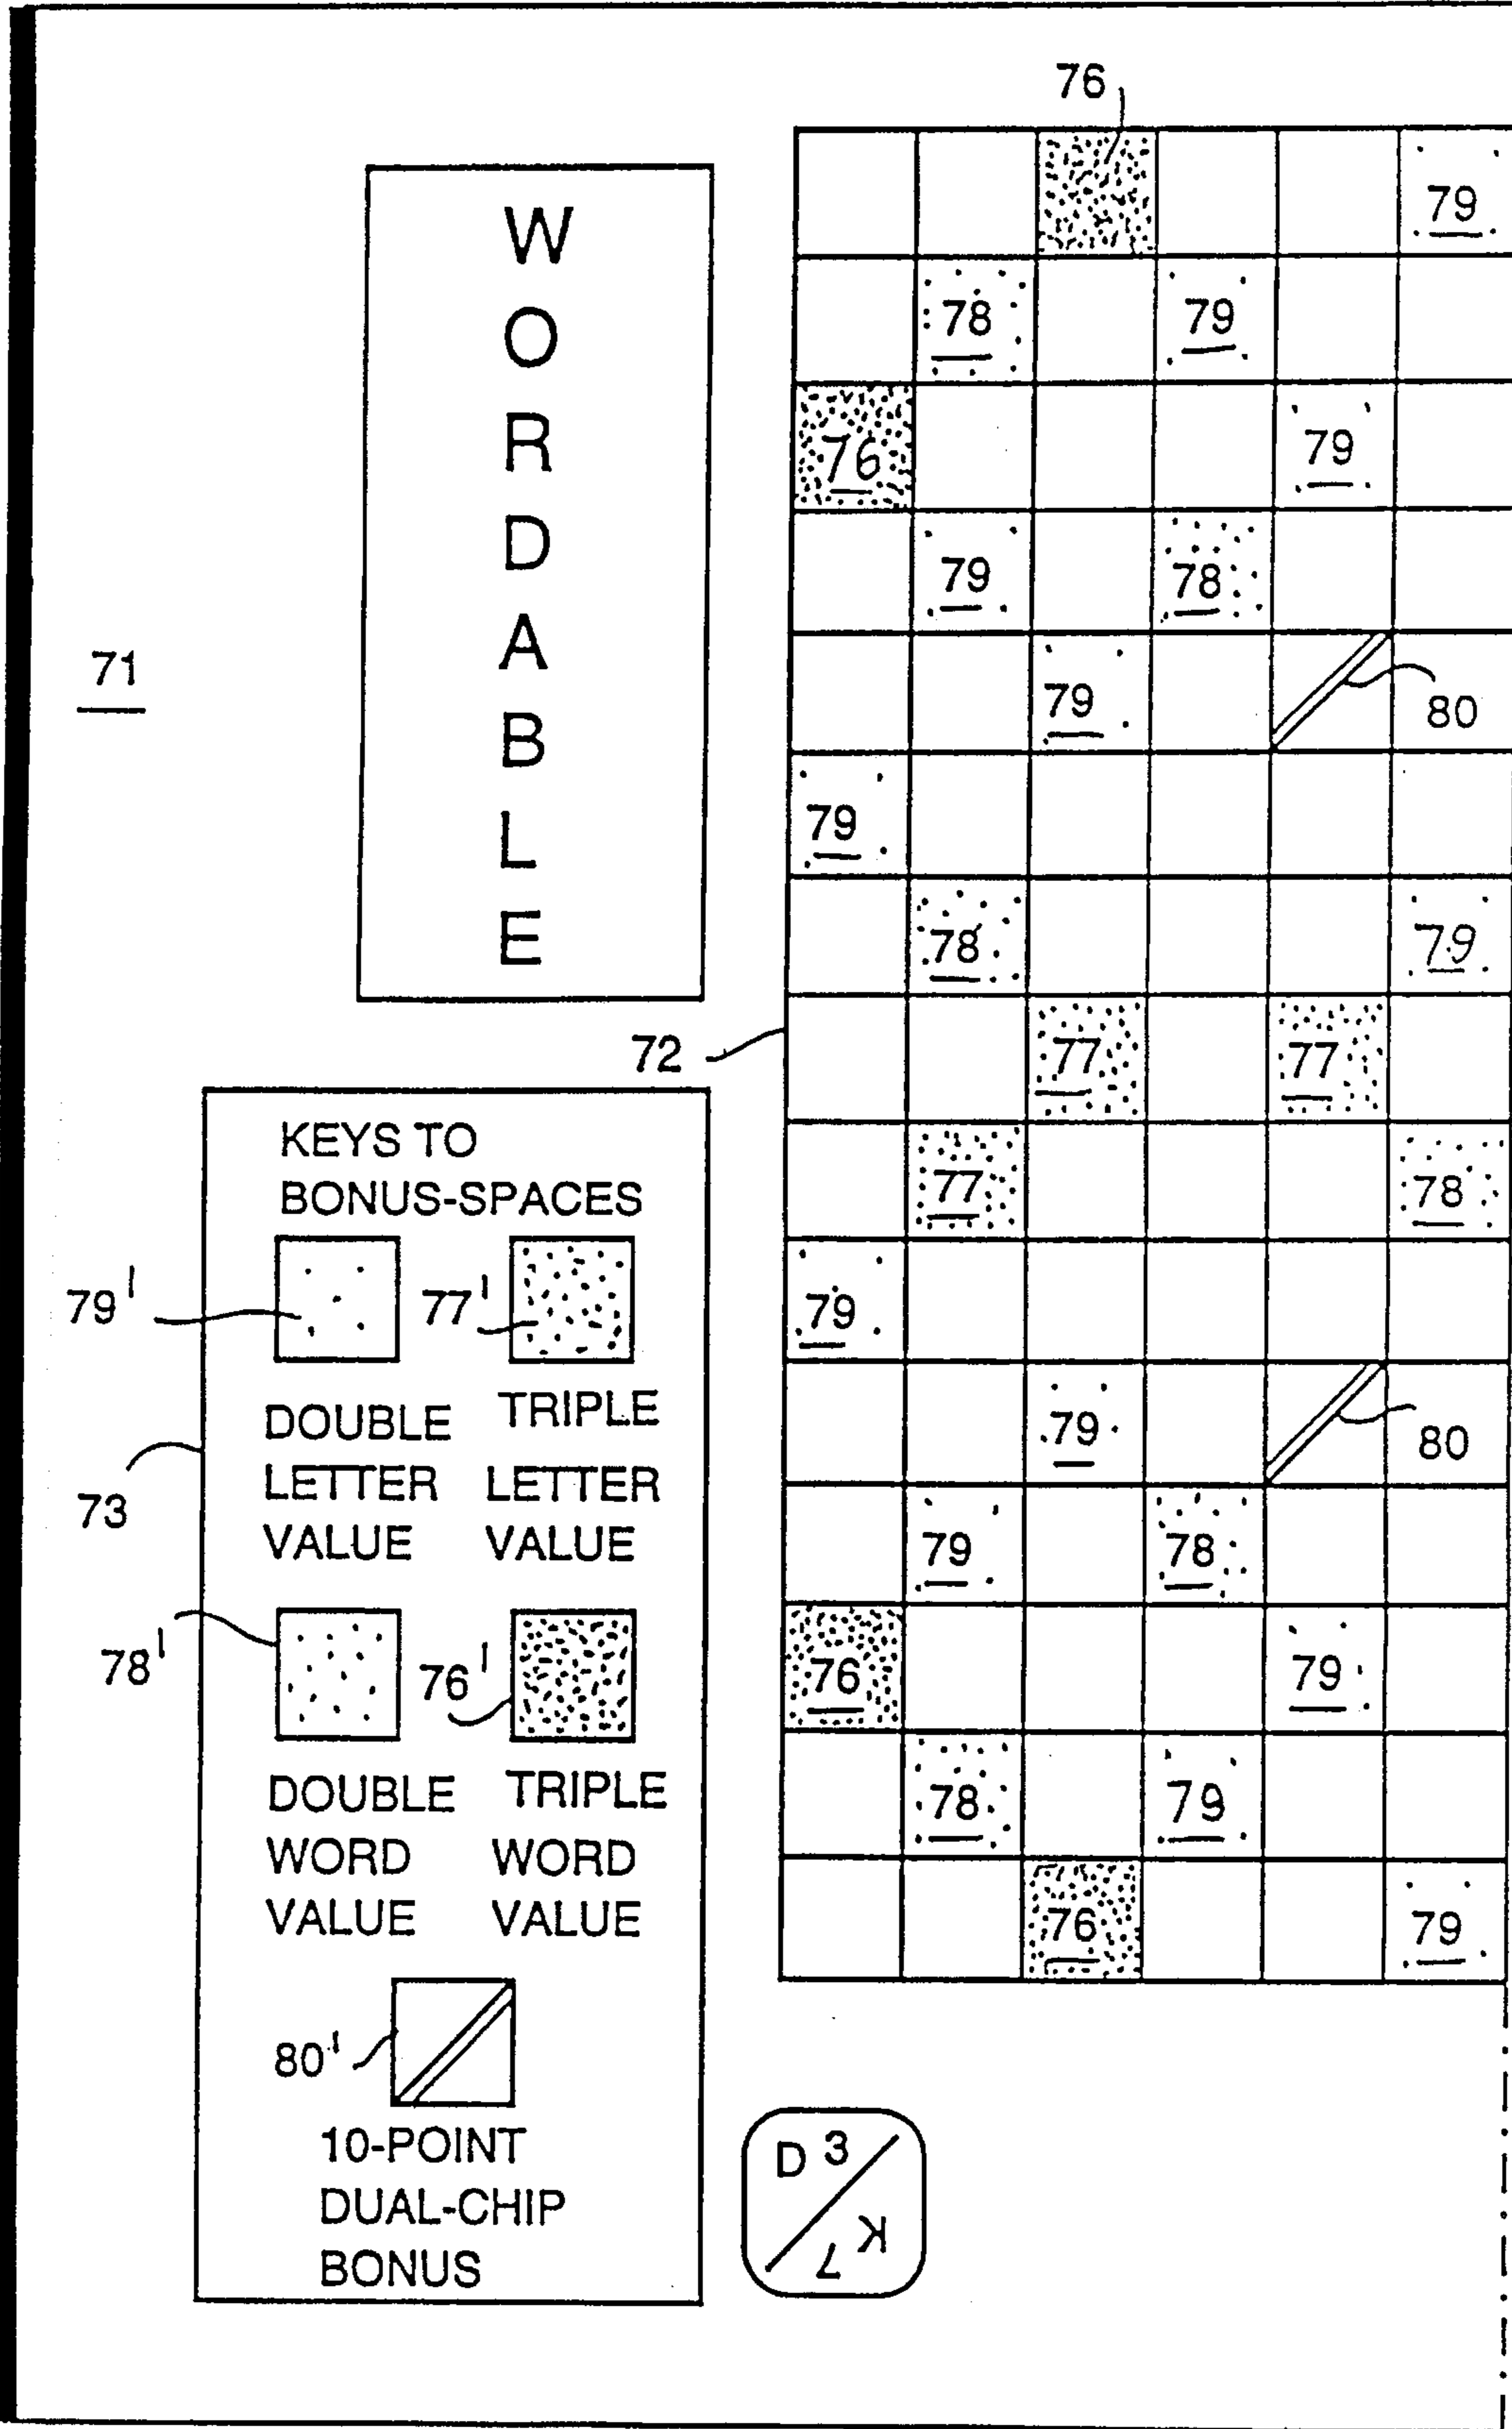 76
79
W
O
R
D
A
B
L
E
78 79
76 79
79 78
71
79 80
79
78 79
72
77 77
77 78
79
79 80
79 78
76 79
78 79
76 79
KEYS TO
BONUS-SPACES
79' 77'
DOUBLE TRIPLE
LETTER LETTER
VALUE VALUE
73
78' 76'
DOUBLE TRIPLE
WORD WORD
VALUE VALUE
80'
10-POINT
DUAL-CHIP
BONUS
D 3
K 7